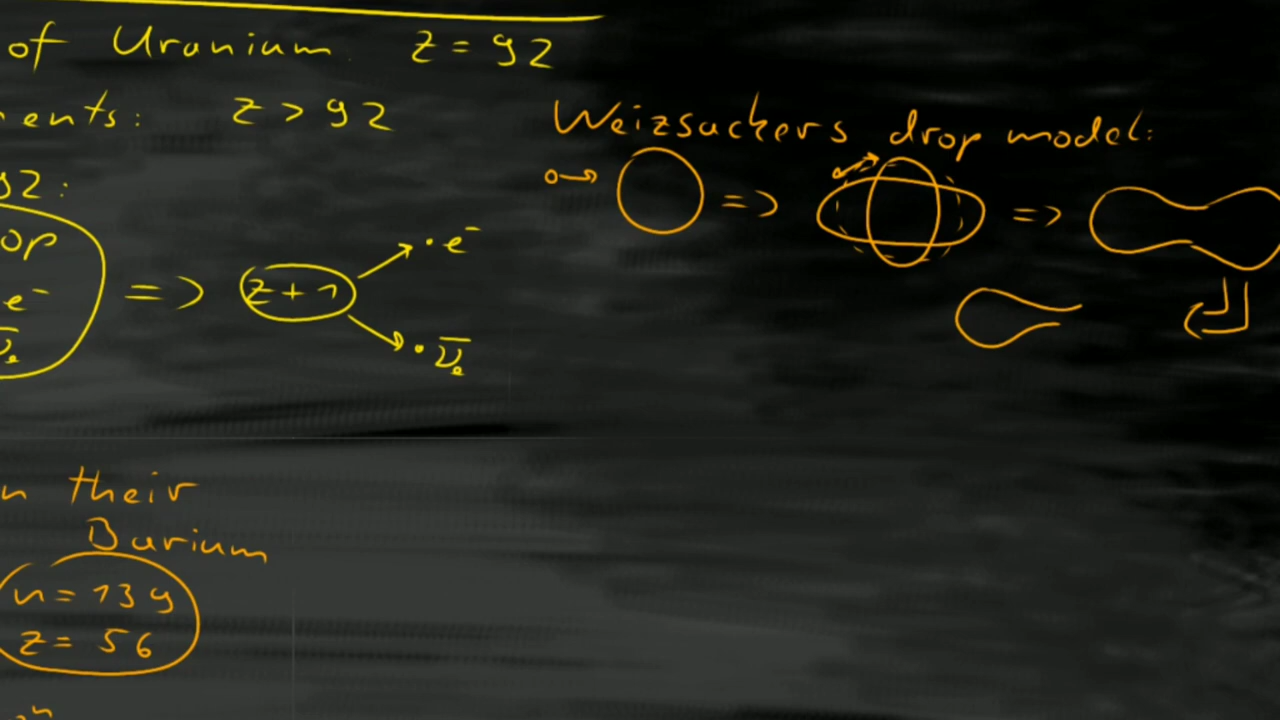 of Uranium Z = 92
ents: Z > 92
92:
op
e⁻
ν̄ₑ
=> Z + 1
· e⁻
· ν̄ₑ
Weizsackers drop model:
=> =>
n their
Barium
n = 139
Z = 56